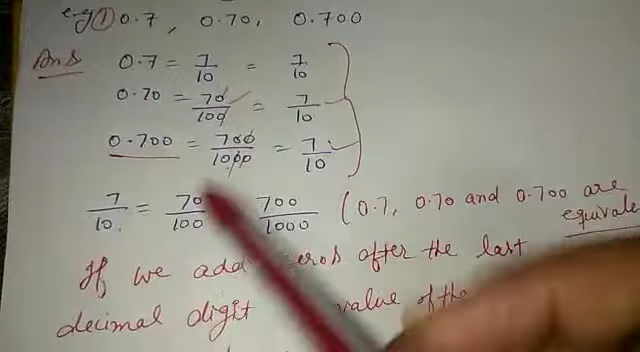 e.g ① 0.7, 0.70, 0.700
Ans 0.7 = 7/10 = 7/10
0.70 = 70/100 = 7/10
0.700 = 700/1000 = 7/10
7/10 = 70/100 700/1000 (0.7, 0.70 and 0.700 are
If we add after the last
decimal digit value of the